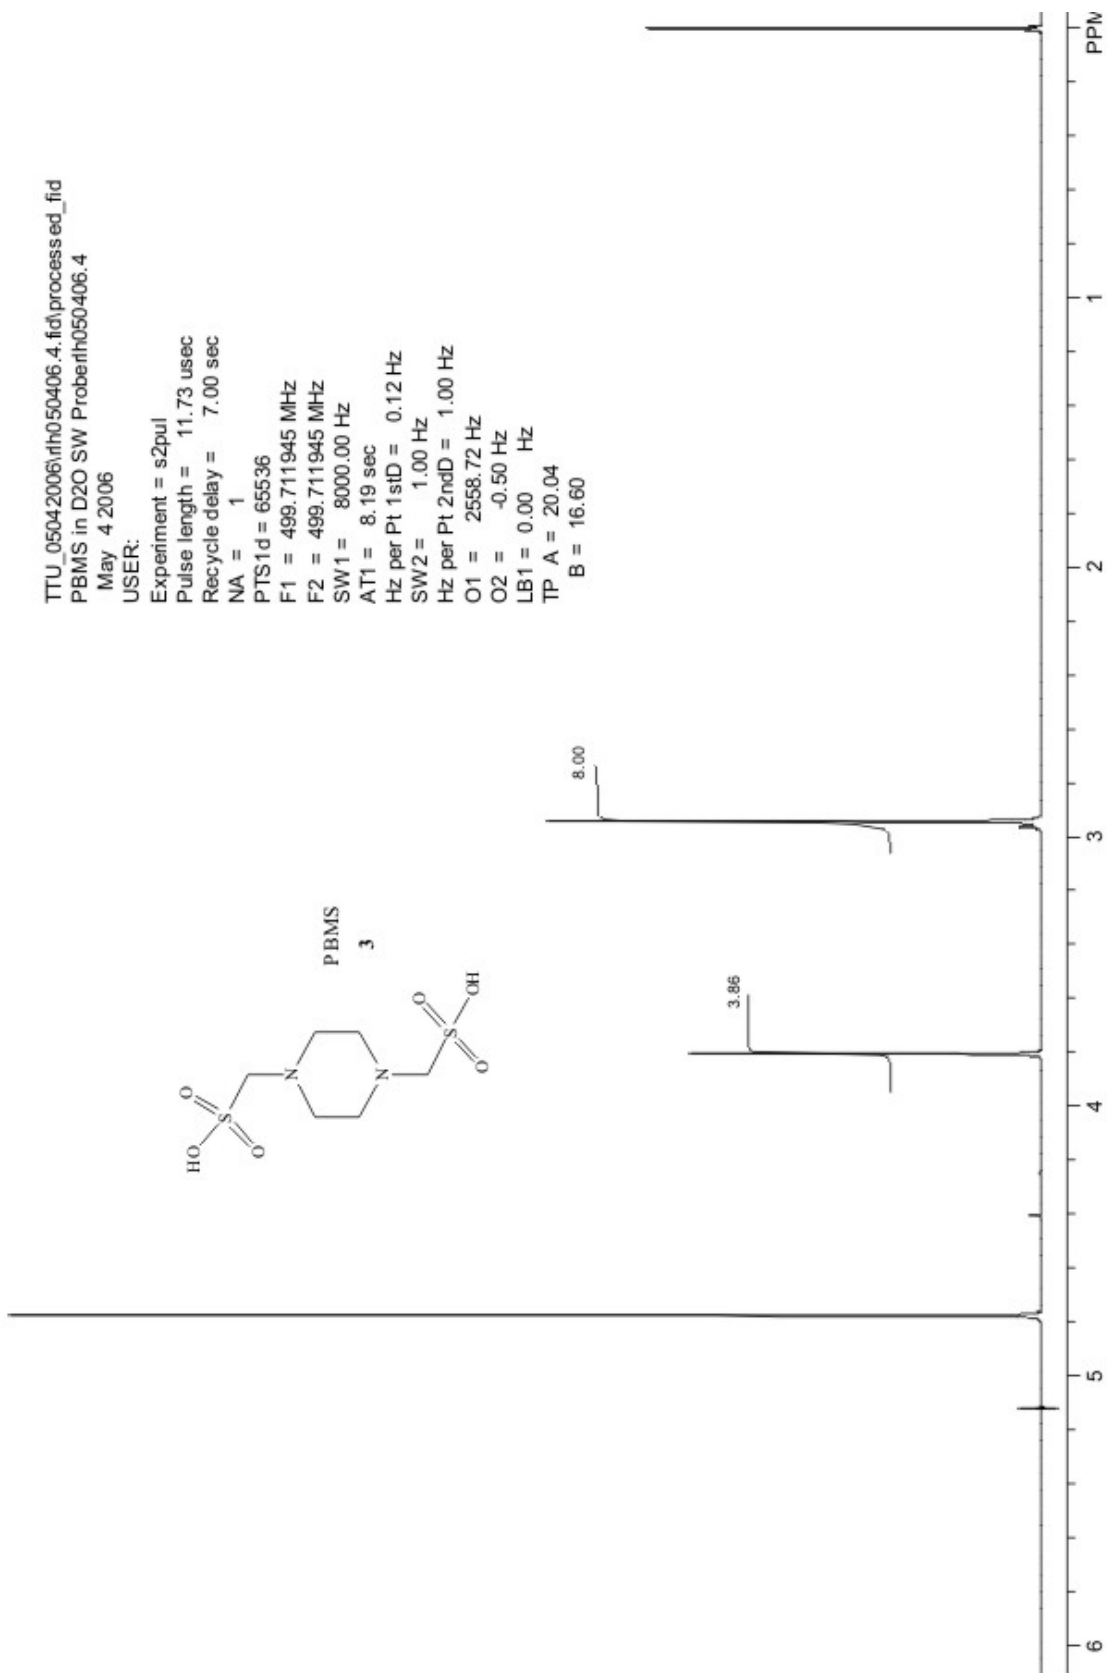 TTU_05042006\rlh050406.4.fid\processed_fid
PBMS in D2O SW Proberlh050406.4
May 4 2006
USER:
Experiment = s2pul
Pulse length = 11.73 usec
Recycle delay = 7.00 sec
NA = 1
PTS1d = 65536
F1 = 499.711945 MHz
F2 = 499.711945 MHz
SW1 = 8000.00 Hz
AT1 = 8.19 sec
Hz per Pt 1stD = 0.12 Hz
SW2 = 1.00 Hz
Hz per Pt 2ndD = 1.00 Hz
O1 = 2558.72 Hz
O2 = -0.50 Hz
LB1 = 0.00 Hz
TP A = 20.04
B = 16.60
PBMS
3
HO
O
S
O
N
N
O
S
O
OH
3.86
8.00
6
5
4
3
2
1
PPM